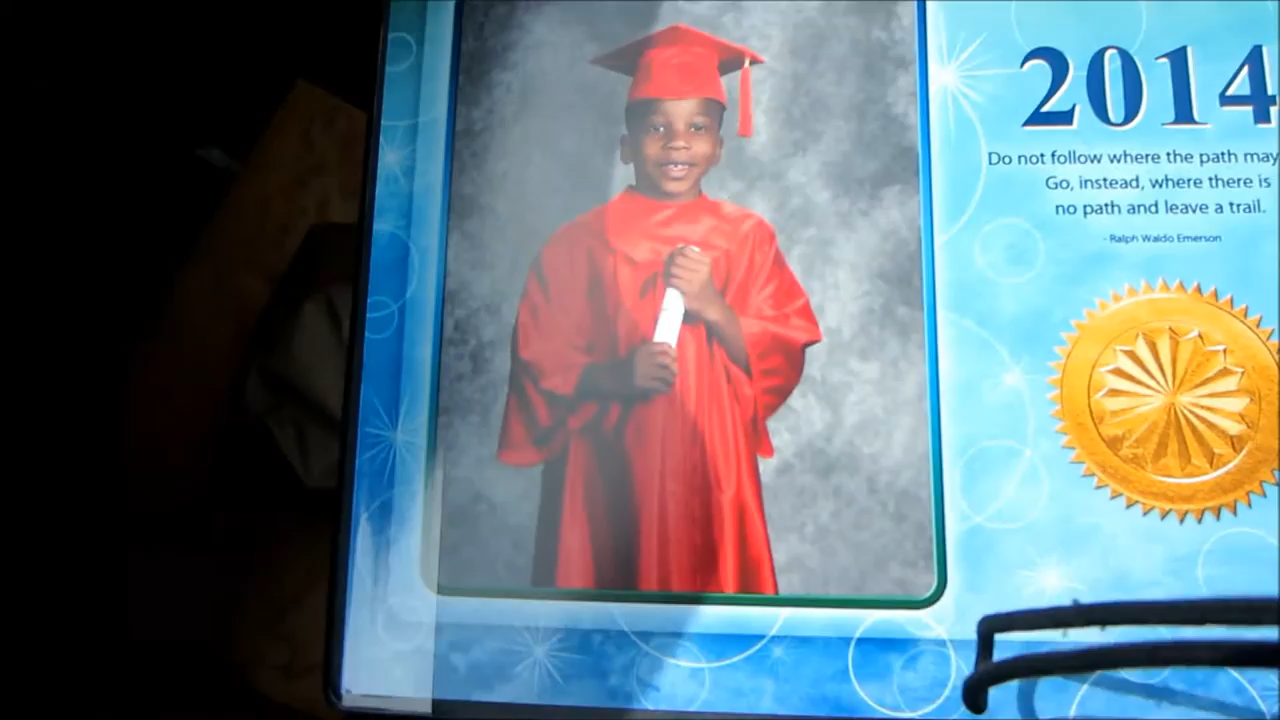 2014
Do not follow where the path may
Go, instead, where there is
no path and leave a trail.
- Ralph Waldo Emerson